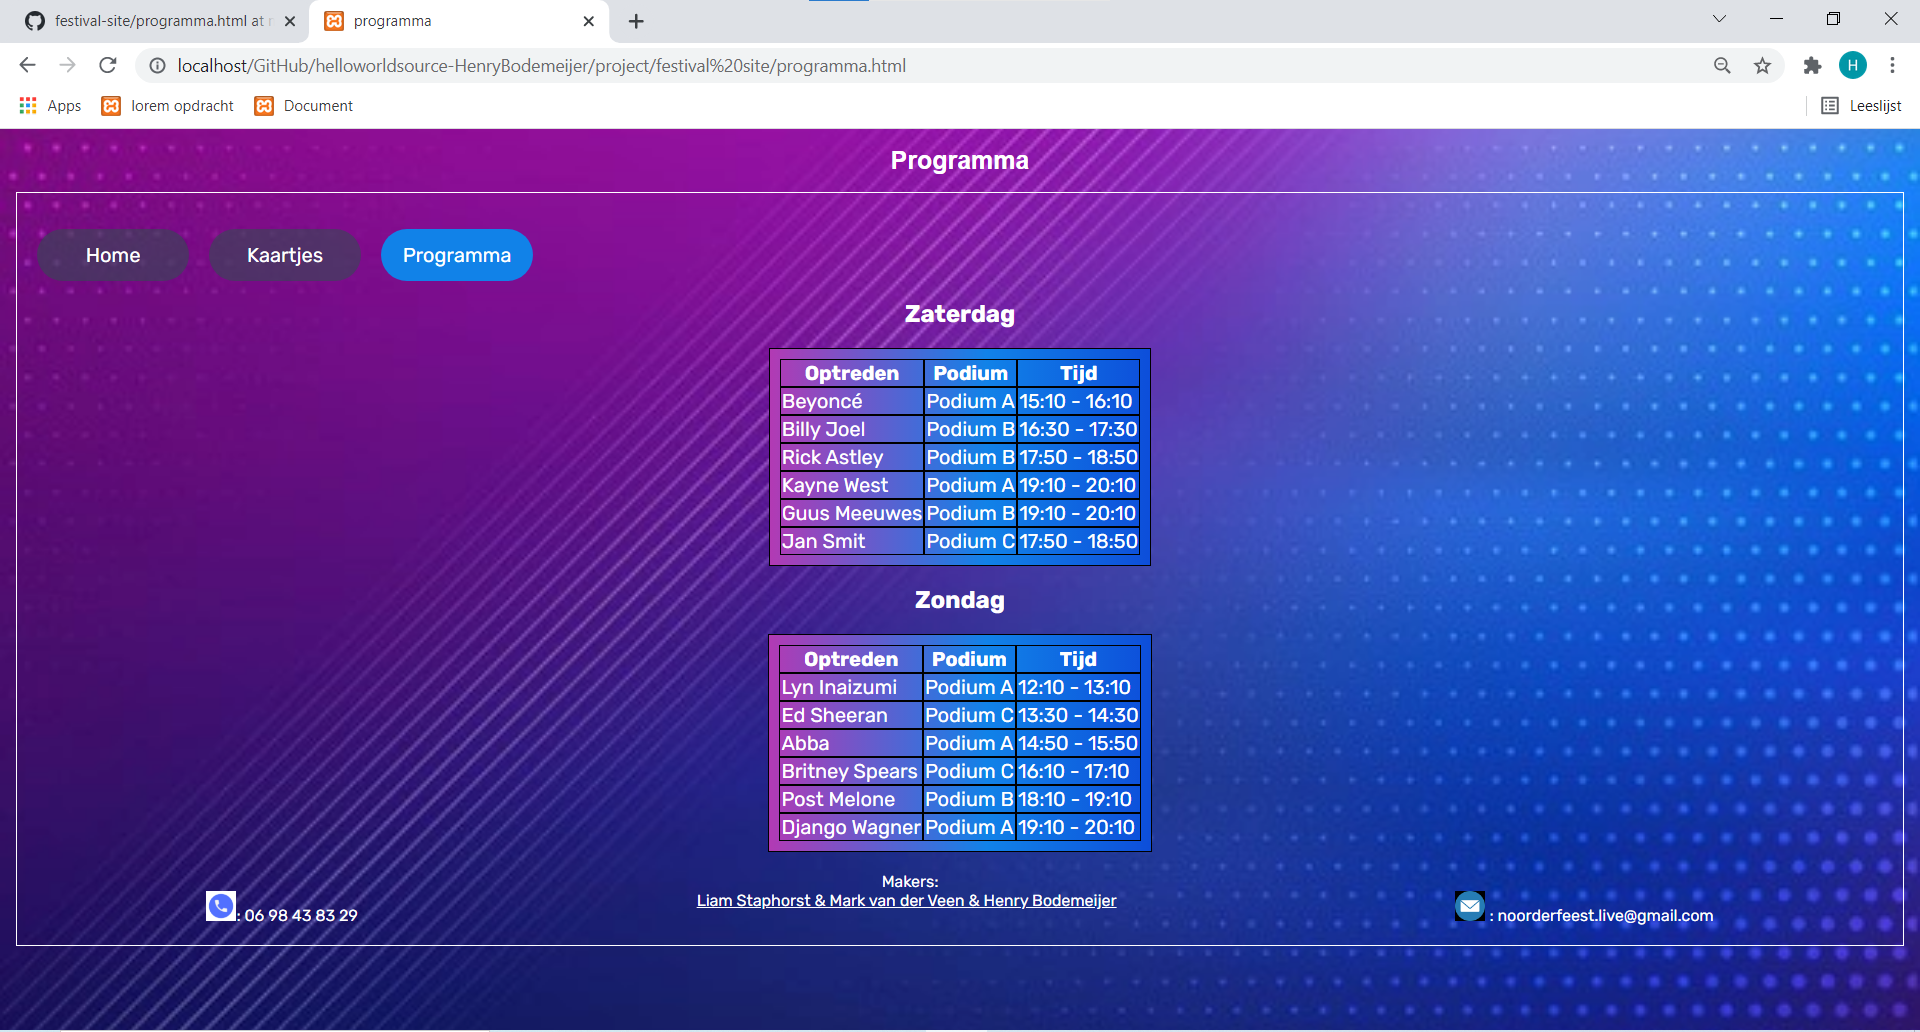 festival-site/programma.html at
programma
localhost/GitHub/helloworldsource-HenryBodemeijer/project/festival%20site/programma.html
H
Apps
lorem opdracht
Document
Leeslijst
Programma
Home
Kaartjes
Programma
Zaterdag
Optreden Podium Tijd
Beyoncé Podium A 15:10 - 16:10
Billy Joel Podium B 16:30 - 17:30
Rick Astley Podium B 17:50 - 18:50
Kayne West Podium A 19:10 - 20:10
Guus Meeuwes Podium B 19:10 - 20:10
Jan Smit Podium C 17:50 - 18:50
Zondag
Optreden Podium Tijd
Lyn Inaizumi Podium A 12:10 - 13:10
Ed Sheeran Podium C 13:30 - 14:30
Abba Podium A 14:50 - 15:50
Britney Spears Podium C 16:10 - 17:10
Post Melone Podium B 18:10 - 19:10
Django Wagner Podium A 19:10 - 20:10
: 06 98 43 83 29
Makers:
Liam Staphorst & Mark van der Veen & Henry Bodemeijer
: noorderfeest.live@gmail.com